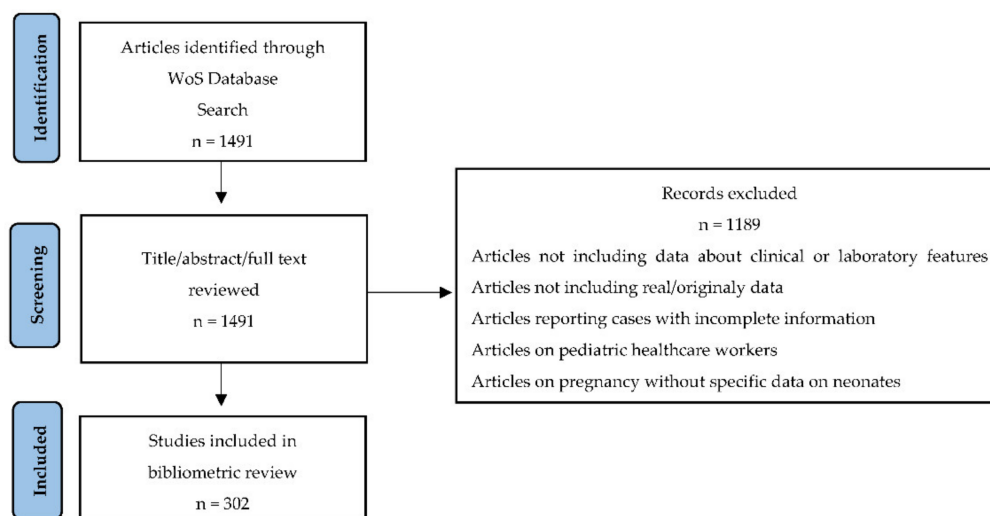 Identification
Articles identified through
WoS Database
Search
n = 1491
Screening
Title/abstract/full text
reviewed
n = 1491
Records excluded
n = 1189
Articles not including data about clinical or laboratory features
Articles not including real/originaly data
Articles reporting cases with incomplete information
Articles on pediatric healthcare workers
Articles on pregnancy without specific data on neonates
Included
Studies included in
bibliometric review
n = 302